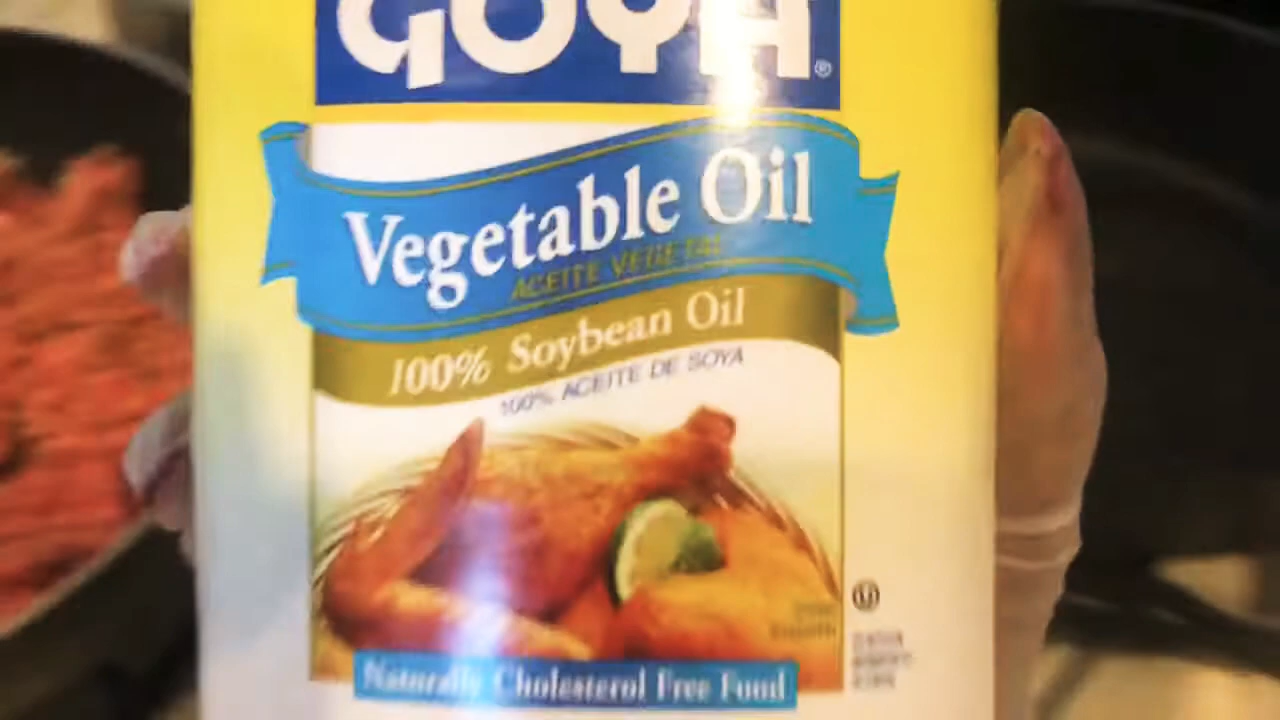 GOYA®
Vegetable Oil
ACEITE VEGETAL
100% Soybean Oil
100% ACEITE DE SOYA
Naturally Cholesterol Free Food